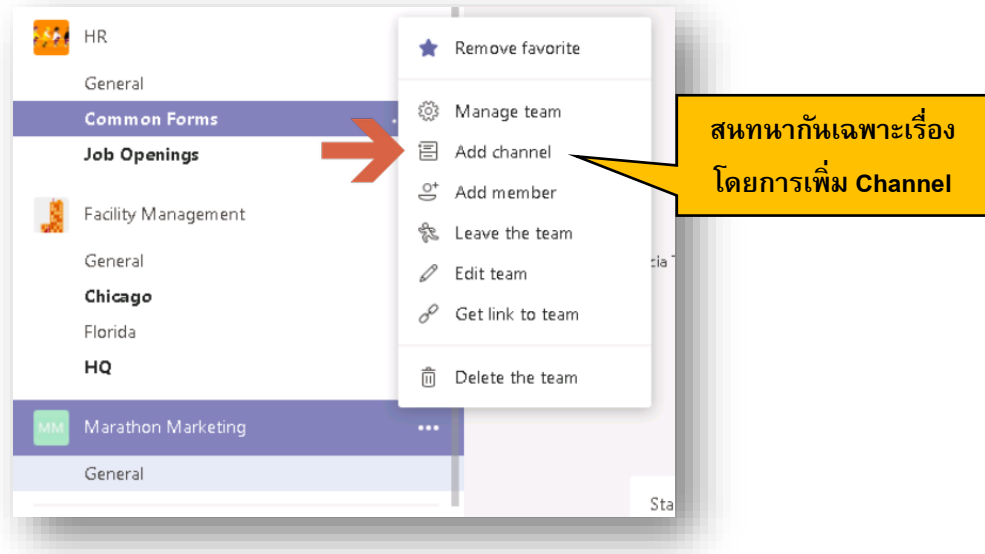 HR
General
Common Forms
Job Openings
Facility Management
General
Chicago
Florida
HQ
MM Marathon Marketing
General
Remove favorite
Manage team
Add channel
Add member
Leave the team
Edit team
Get link to team
Delete the team
สนทนากันเฉพาะเรื่อง
โดยการเพิ่ม Channel
cia
Sta